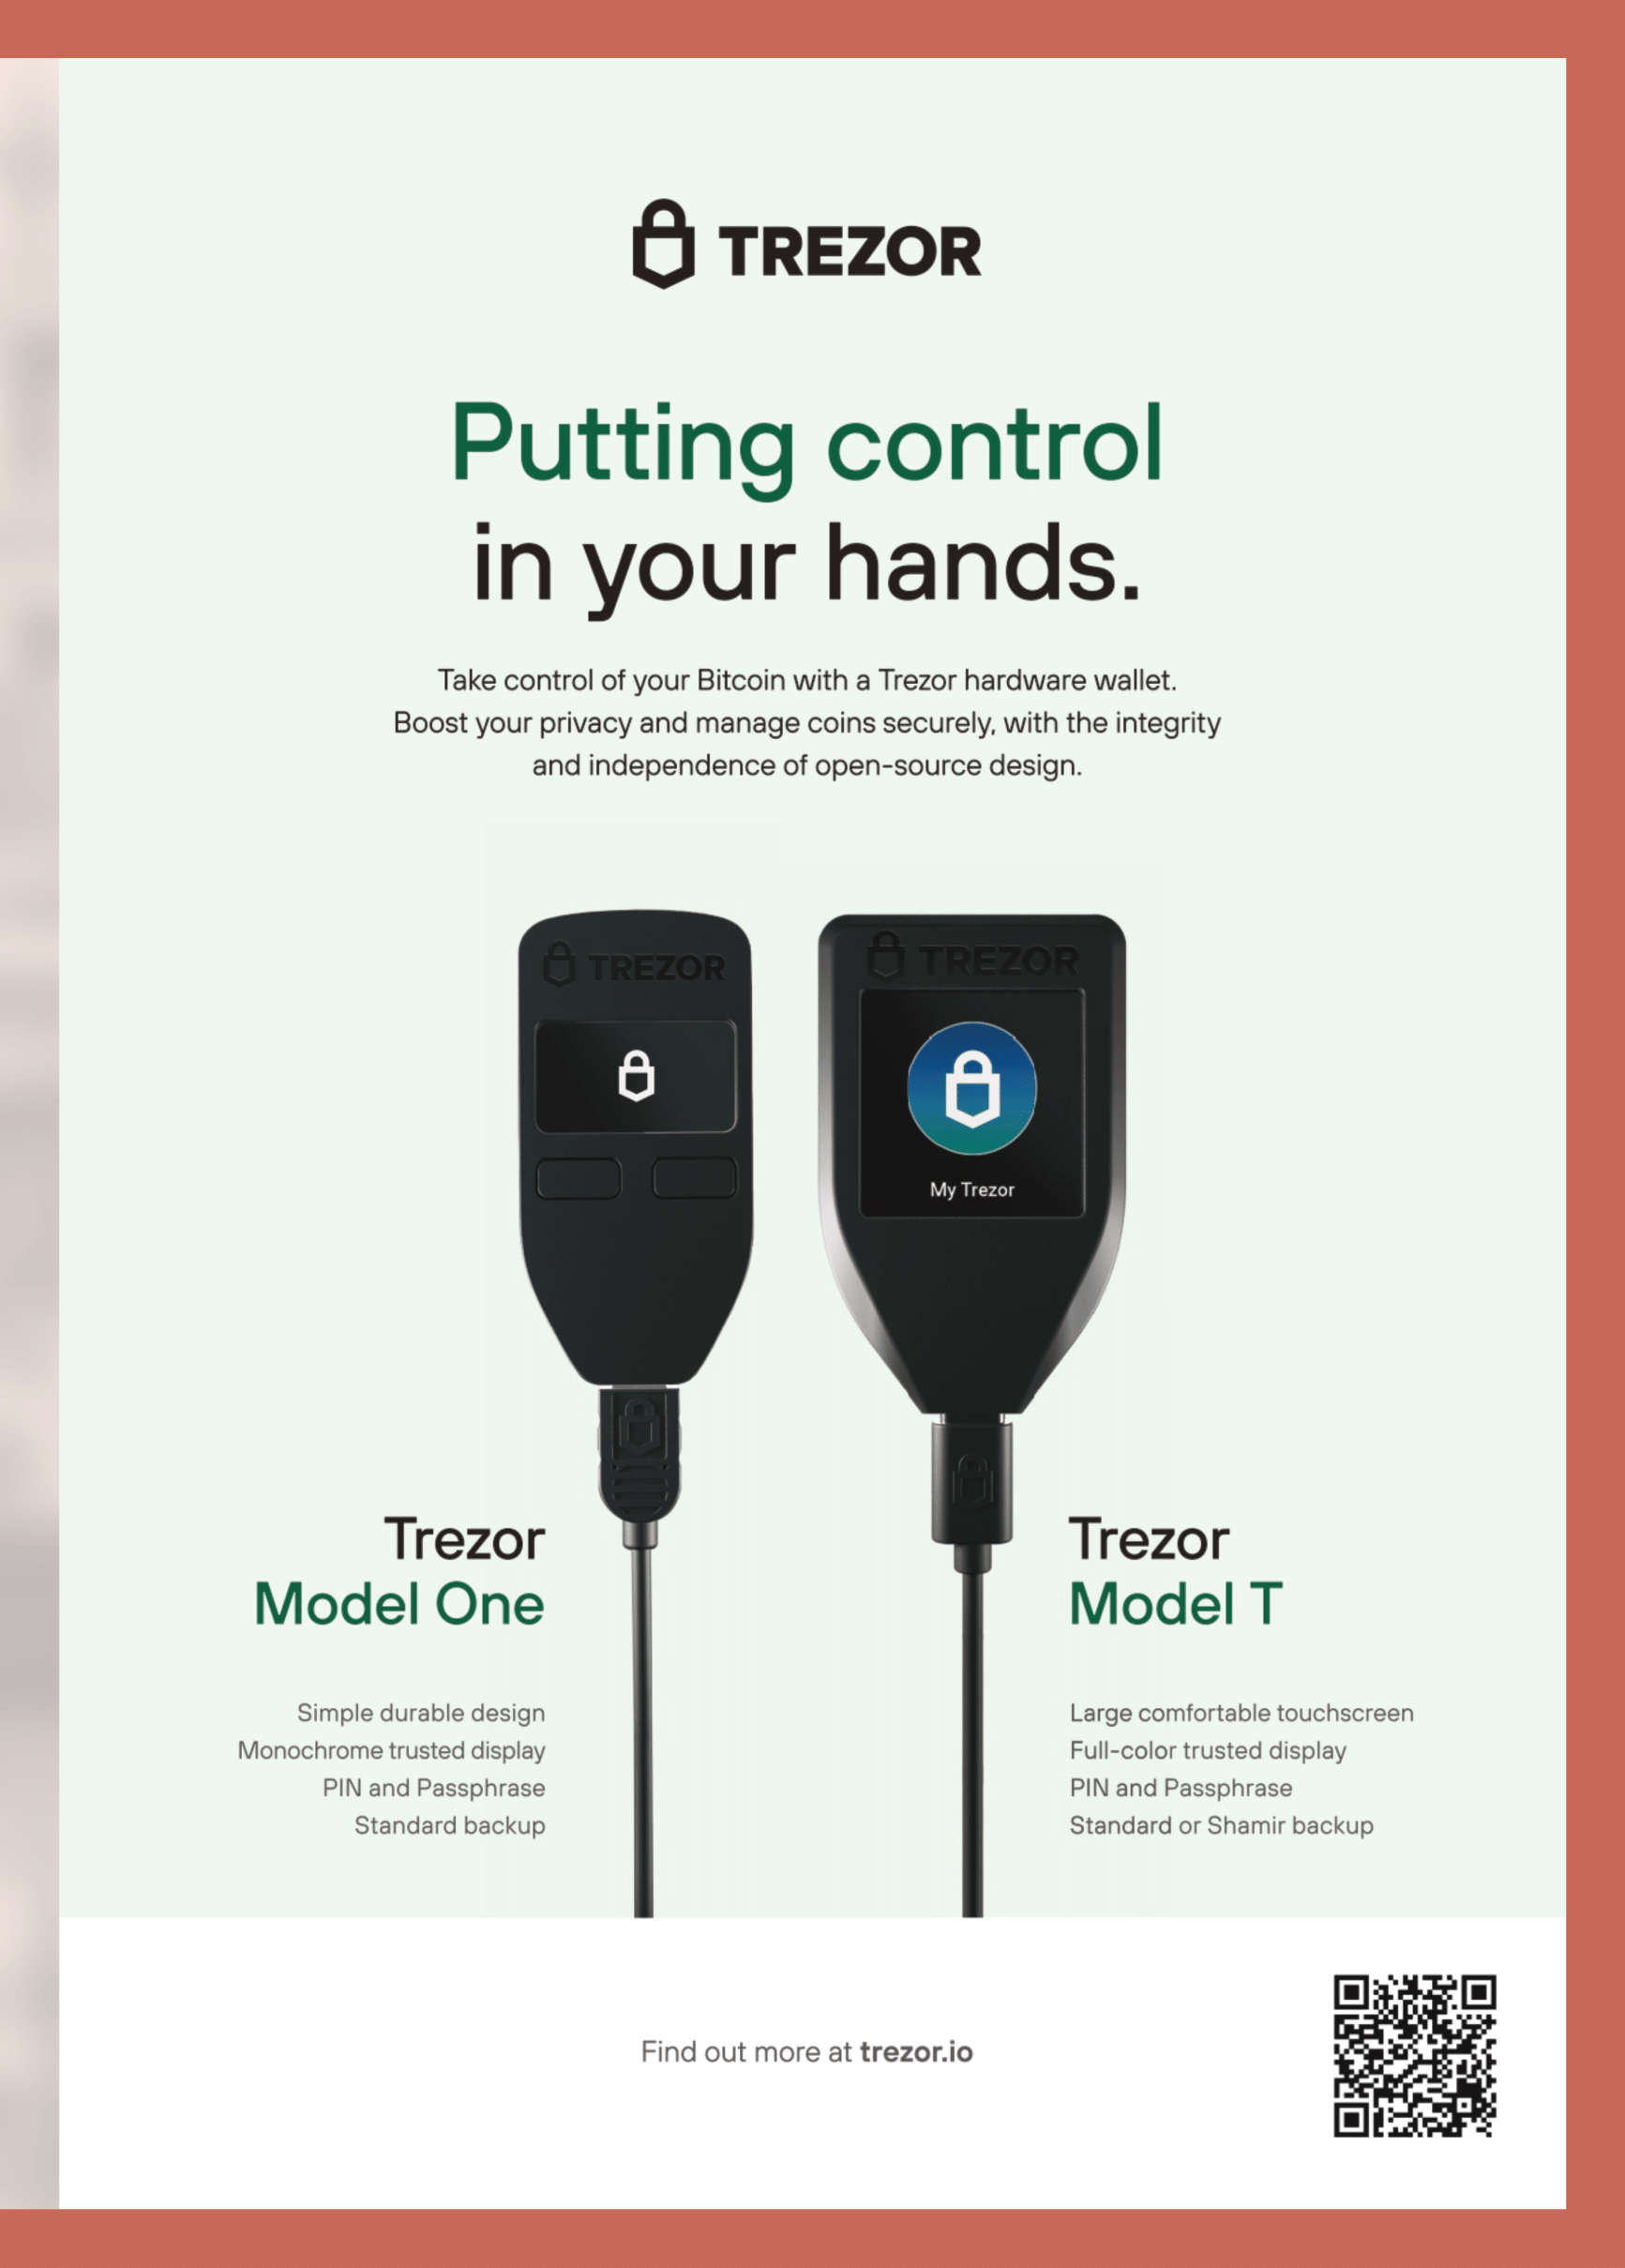 TREZOR
Putting control
in your hands.
Take control of your Bitcoin with a Trezor hardware wallet.
Boost your privacy and manage coins securely, with the integrity
and independence of open-source design.
TREZOR
TREZOR
My Trezor
Trezor
Model One
Simple durable design
Monochrome trusted display
PIN and Passphrase
Standard backup
Trezor
Model T
Large comfortable touchscreen
Full-color trusted display
PIN and Passphrase
Standard or Shamir backup
Find out more at trezor.io